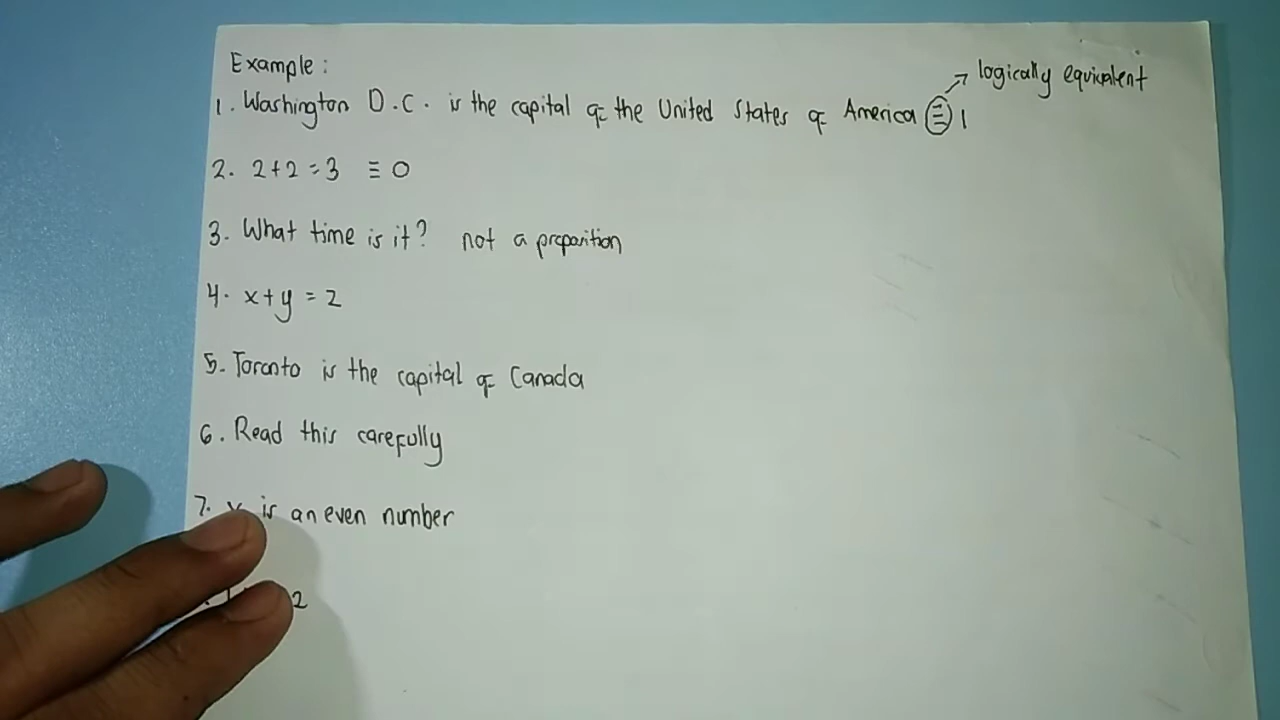 Example:
→ logically equivalent
1. Washington D.C. is the capital of the United States of America ≡ 1
2. 2+2=3 ≡ 0
3. What time is it? not a proposition
4. x+y=2
5. Toronto is the capital of Canada
6. Read this carefully
7. is an even number
2